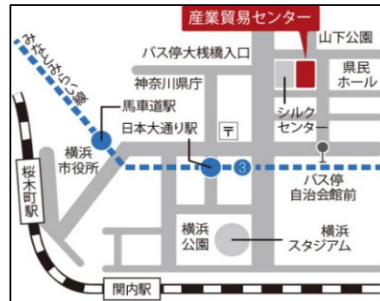 産業貿易センター
山下公園
バス停大桟橋入口
みなとみらい線
神奈川県庁
県民
ホール
馬車道駅
シルク
センター
日本大通り駅
〒
横浜
市役所
3
バス停
自治会館前
桜木町駅
横浜
公園
横浜
スタジアム
関内駅